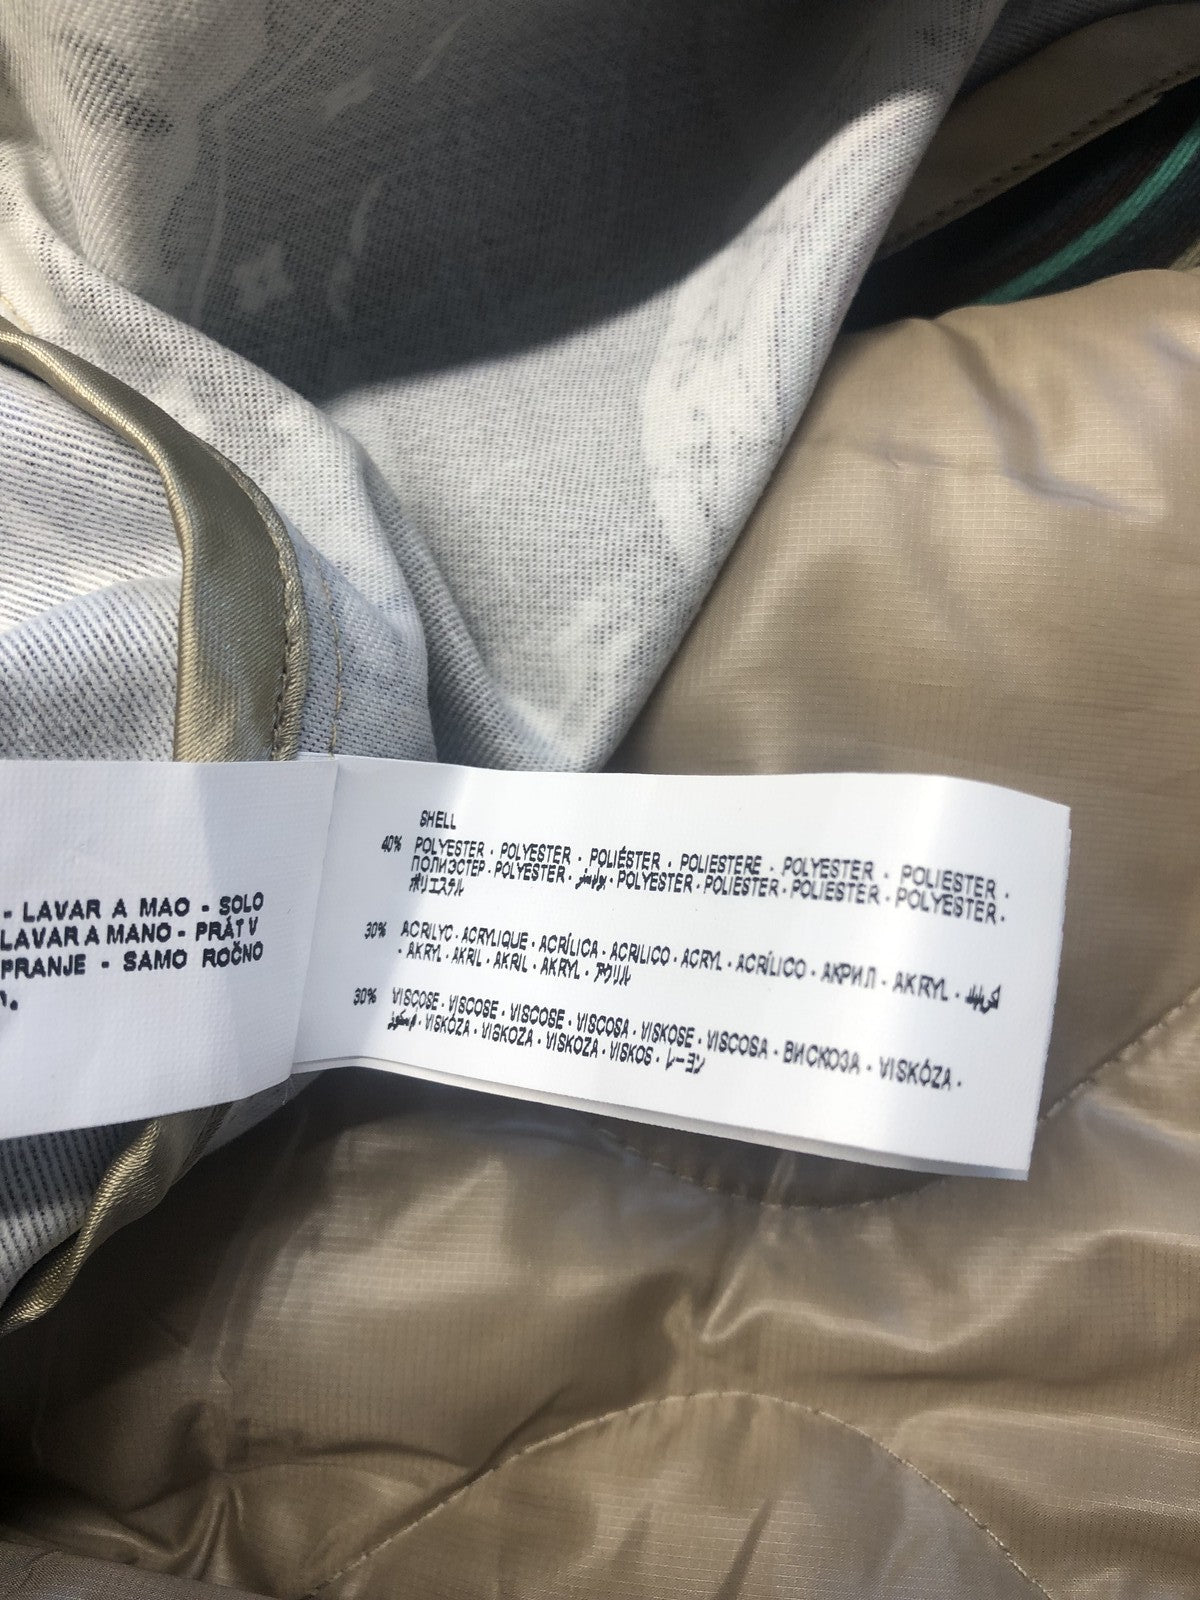 - LAVAR A MAO - SOLO
LAVAR A MANO - PRÁT V
PRANJE - SAMO ROČNO
SHELL
40% POLYESTER - POLYESTER - POLIÉSTER - POLIESTERE - POLYESTER - POLIESTER -
ПОЛИЭСТЕР - POLYESTER - بوليستر - POLYESTER - POLIESTER - POLIESTER - POLYESTER -
ポリエステル
30% ACRILYC - ACRYLIQUE - ACRÍLICA - ACRILICO - ACRYL - ACRÍLICO - АКРИЛ - AKRYL -
- AKRYL - AKRIL - AKRIL - AKRYL - アクリル
30% VISCOSE - VISCOSE - VISCOSE - VISCOSA - VISKOSE - VISCOSA - ВИСКОЗА - VISKÓZA -
- VISKÓZA - VISKOZA - VISKOZA - VISKOS - レーヨン